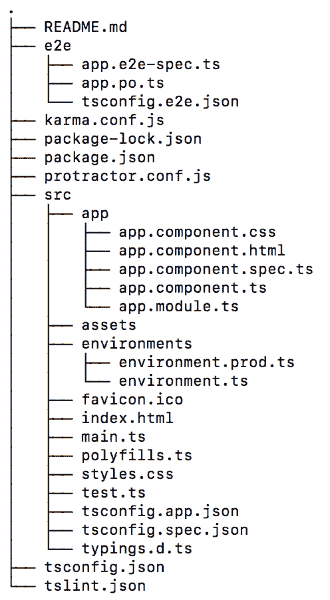 .
├── README.md
├── e2e
│   ├── app.e2e-spec.ts
│   ├── app.po.ts
│   └── tsconfig.e2e.json
├── karma.conf.js
├── package-lock.json
├── package.json
├── protractor.conf.js
├── src
│   ├── app
│   │   ├── app.component.css
│   │   ├── app.component.html
│   │   ├── app.component.spec.ts
│   │   ├── app.component.ts
│   │   └── app.module.ts
│   ├── assets
│   ├── environments
│   │   ├── environment.prod.ts
│   │   └── environment.ts
│   ├── favicon.ico
│   ├── index.html
│   ├── main.ts
│   ├── polyfills.ts
│   ├── styles.css
│   ├── test.ts
│   ├── tsconfig.app.json
│   ├── tsconfig.spec.json
│   └── typings.d.ts
├── tsconfig.json
└── tslint.json